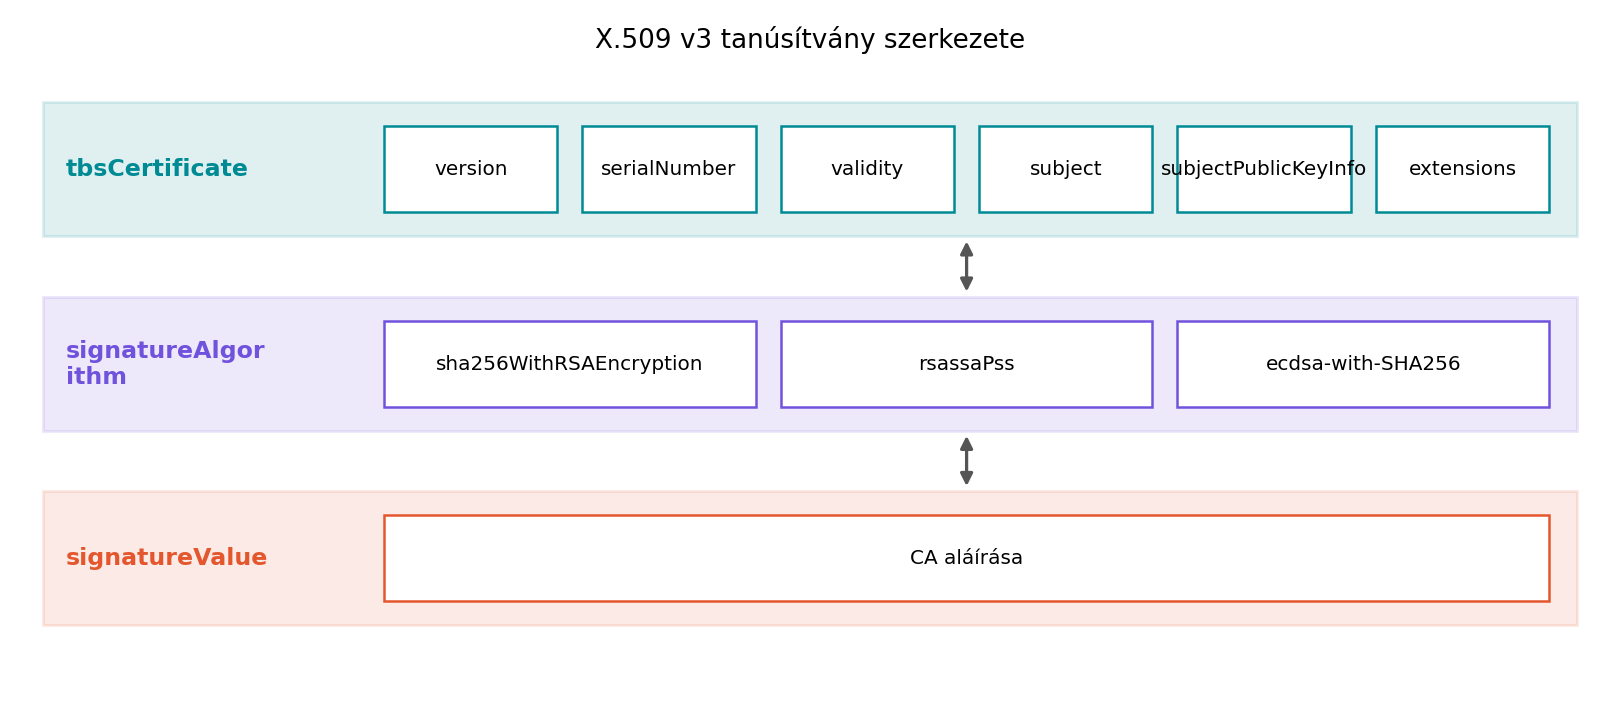 X.509 v3 tanúsítvány szerkezete
tbsCertificate
version
serialNumber
validity
subject
subjectPublicKeyInfo
extensions
signatureAlgor
ithm
sha256WithRSAEncryption
rsassaPss
ecdsa-with-SHA256
signatureValue
CA aláírása